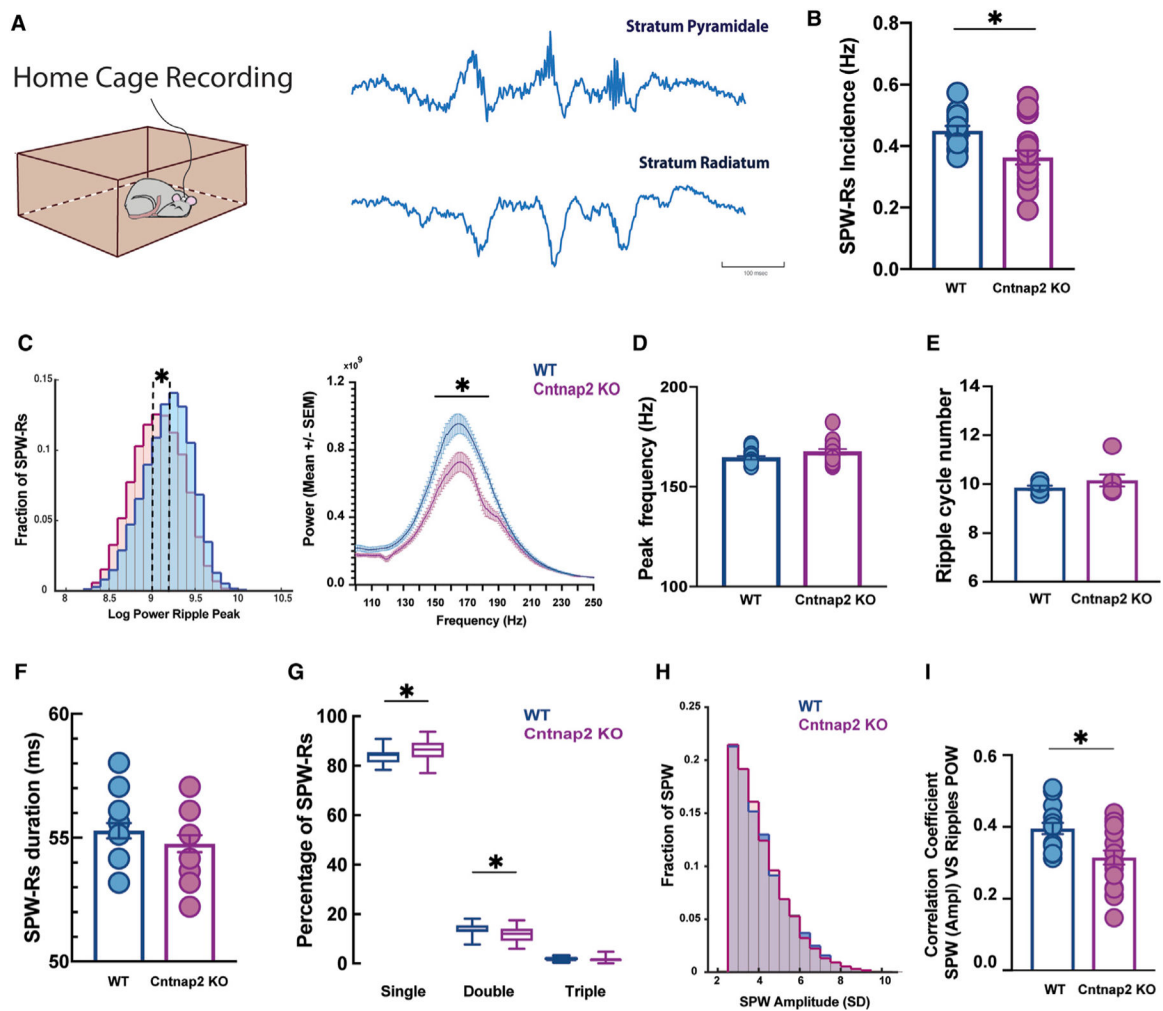 A
Home Cage Recording
Stratum Pyramidale
Stratum Radiatum
100 msec
B
*
SPW-Rs Incidence (Hz)
0.8
0.6
0.4
0.2
0.0
WT
Cntnap2 KO
C
*
Fraction of SPW-Rs
0.15
0.1
0.05
0
8
8.5
9
9.5
10
10.5
Log Power Ripple Peak
x10⁹
WT
Cntnap2 KO
*
Power (Mean +/- SEM)
1.2
0.8
0.4
0.0
110
130
150
170
190
210
230
250
Frequency (Hz)
D
Peak frequency (Hz)
200
150
100
WT
Cntnap2 KO
E
Ripple cycle number
14
12
10
8
6
WT
Cntnap2 KO
F
SPW-Rs duration (ms)
60
55
50
WT
Cntnap2 KO
G
WT
Cntnap2 KO
*
*
Percentage of SPW-Rs
100
80
60
40
20
0
Single
Double
Triple
H
WT
Cntnap2 KO
Fraction of SPW
0.25
0.2
0.15
0.1
0.05
0
2
4
6
8
10
SPW Amplitude (SD)
I
*
Correlation Coefficient
SPW (Ampl) VS Ripples POW
0.6
0.4
0.2
0.0
WT
Cntnap2 KO